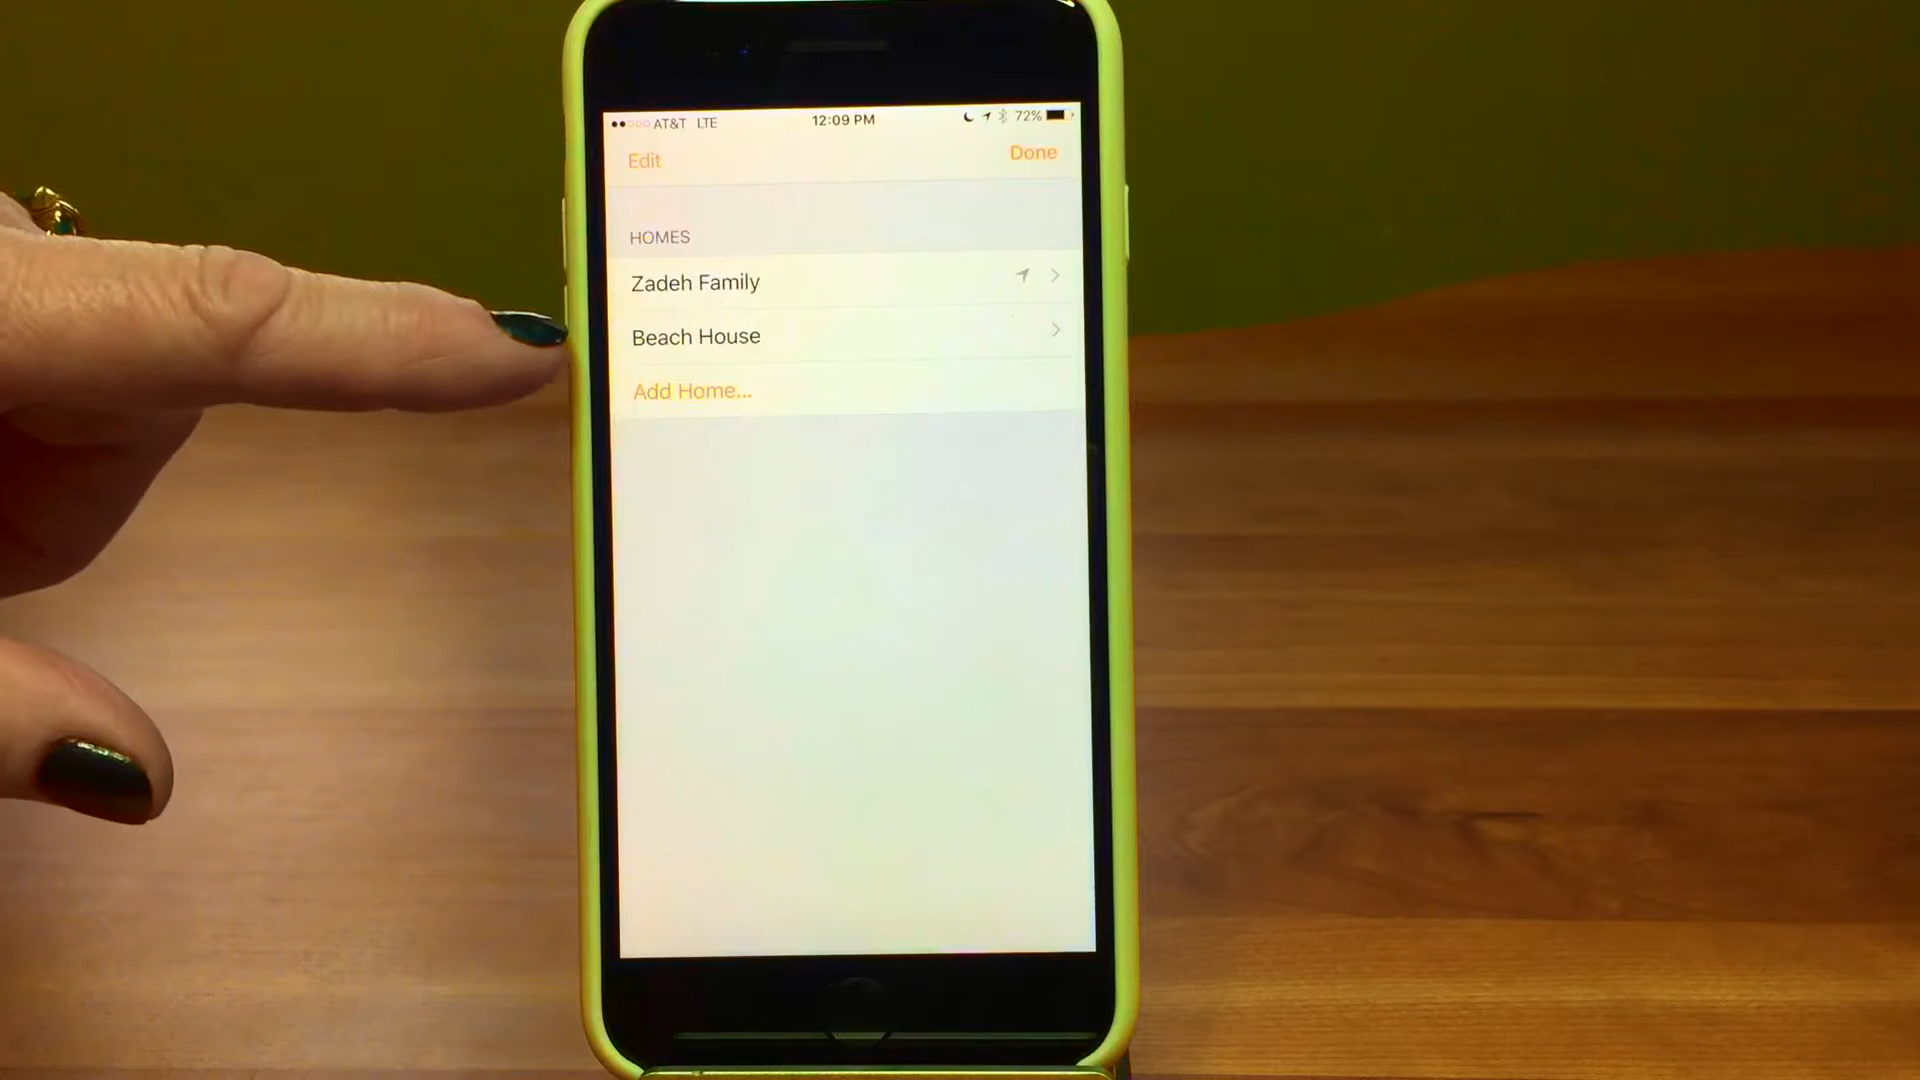 AT&T LTE 12:09 PM 72%
Edit Done
HOMES
Zadeh Family
Beach House
Add Home...